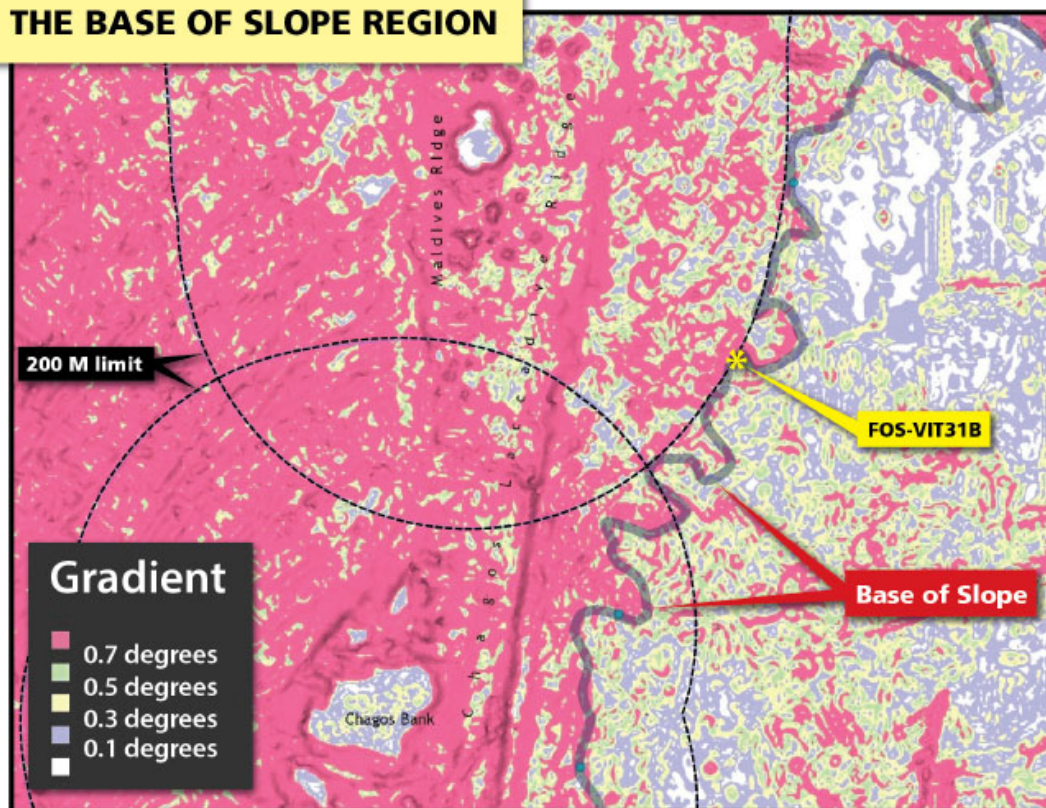 THE BASE OF SLOPE REGION
Maldives Ridge
Chagos Laccadive Ridge
200 M limit
FOS-VIT31B
Base of Slope
Gradient
0.7 degrees
0.5 degrees
0.3 degrees
0.1 degrees
Chagos Bank